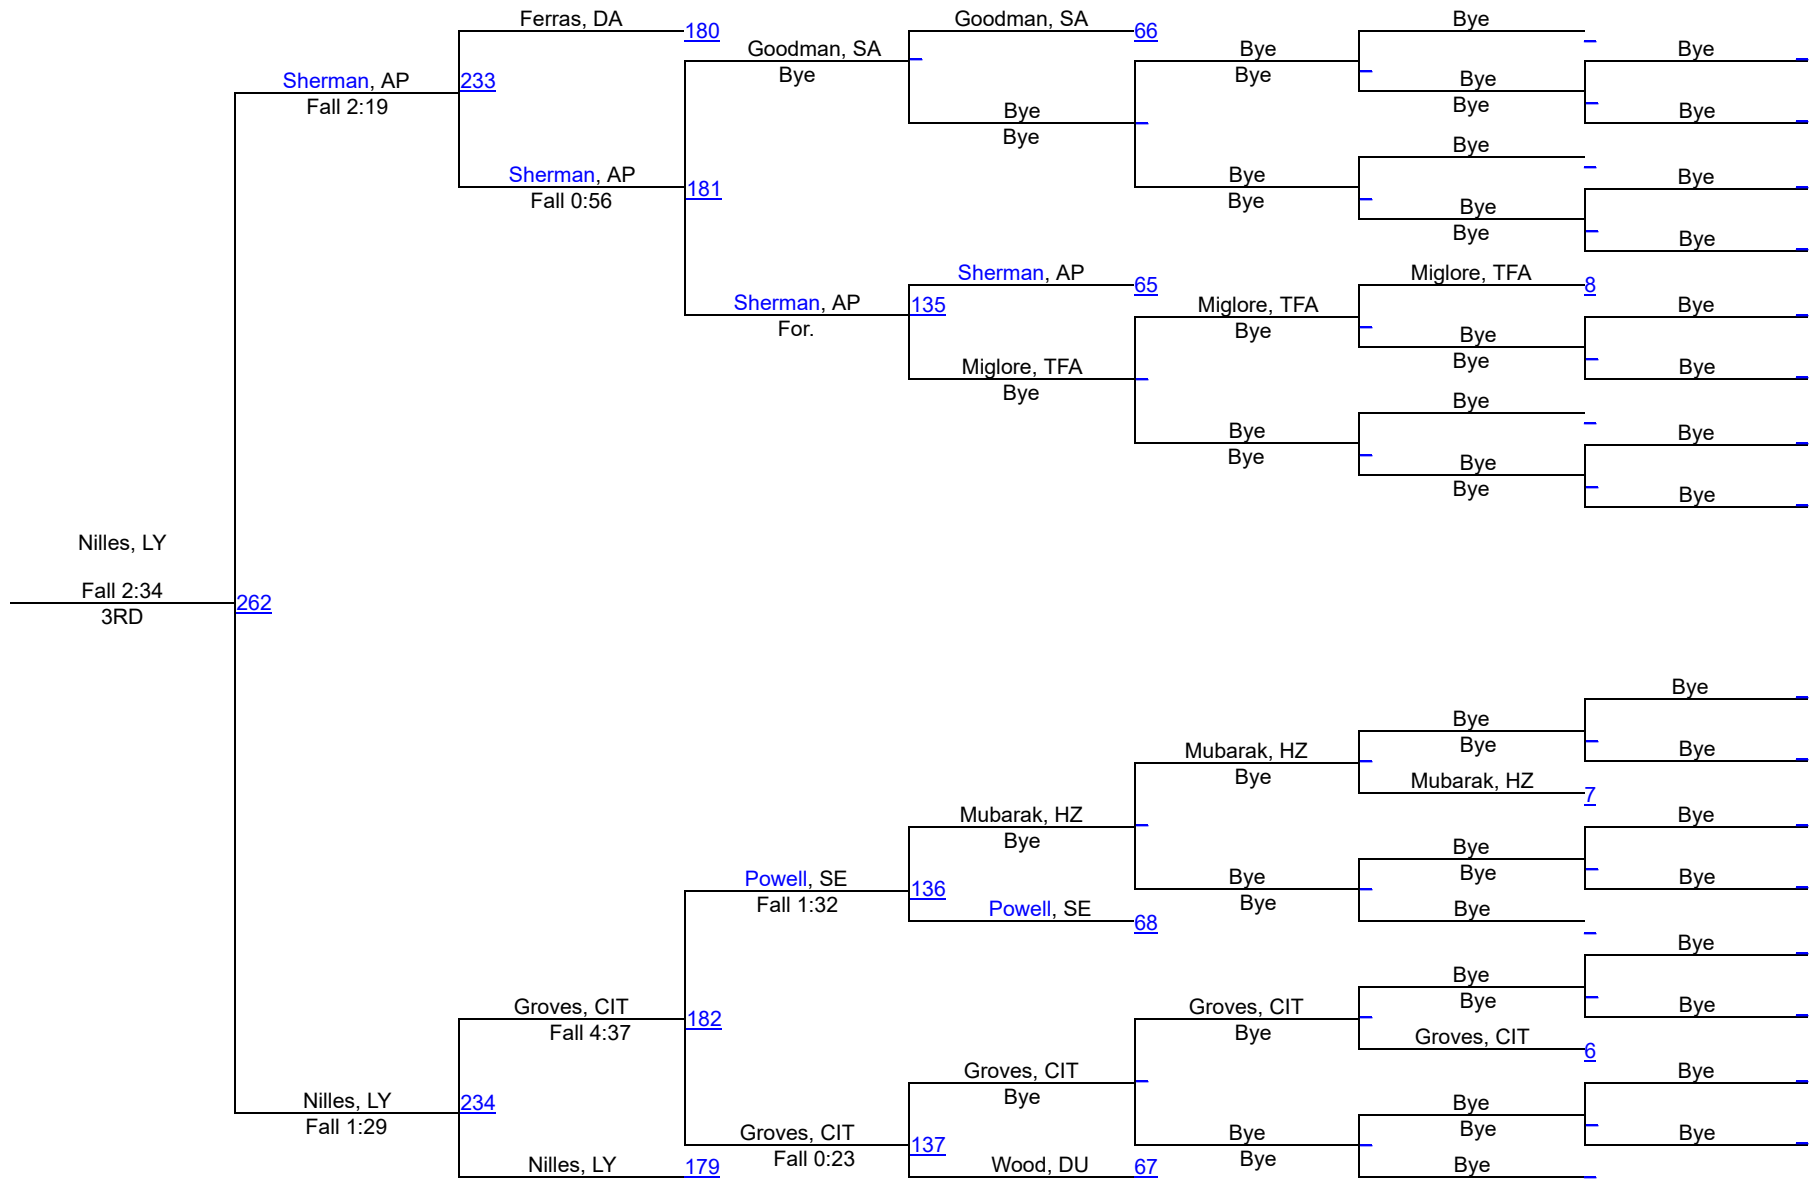 Ferras, DA
180
Goodman, SA
66
Bye
Goodman, SA
Bye
Bye
Bye
Bye
Sherman, AP
Fall 2:19
233
Bye
Bye
Bye
Bye
Bye
Bye
Sherman, AP
Fall 0:56
181
Bye
Bye
Bye
Bye
Bye
Bye
Bye
Sherman, AP
65
Miglore, TFA
8
Sherman, AP
For.
135
Miglore, TFA
Bye
Bye
Bye
Bye
Miglore, TFA
Bye
Bye
Bye
Bye
Bye
Bye
Bye
Bye
Bye
Nilles, LY
Fall 2:34
3RD
262
Bye
Bye
Bye
Bye
Mubarak, HZ
Bye
Mubarak, HZ
7
Mubarak, HZ
Bye
Bye
Bye
Bye
Powell, SE
Fall 1:32
136
Bye
Bye
Bye
Powell, SE
68
Bye
Bye
Groves, CIT
Fall 4:37
182
Groves, CIT
Bye
Bye
Bye
Bye
Groves, CIT
6
Groves, CIT
Bye
Bye
Nilles, LY
Fall 1:29
234
Bye
Bye
Groves, CIT
Fall 0:23
137
Bye
Bye
Bye
Nilles, LY
179
Wood, DU
67
Bye